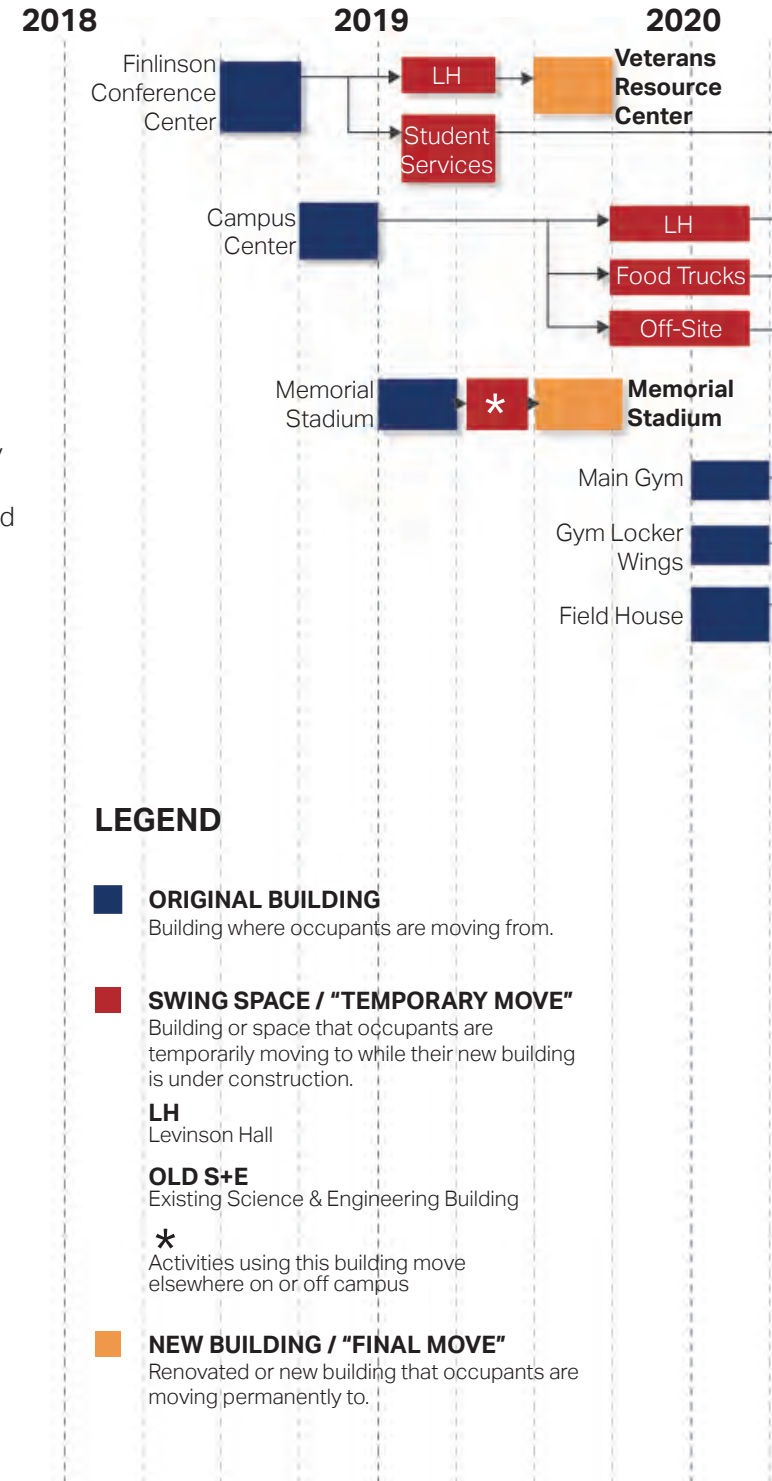 2018 2019 2020
Finlinson
Conference
Center
LH
Veterans
Resource
Center
Student
Services
Campus
Center
LH
Food Trucks
Off-Site
Memorial
Stadium
*
Memorial
Stadium
y
d
Main Gym
Gym Locker
Wings
Field House
LEGEND
ORIGINAL BUILDING
Building where occupants are moving from.
SWING SPACE / “TEMPORARY MOVE”
Building or space that occupants are
temporarily moving to while their new building
is under construction.
LH
Levinson Hall
OLD S+E
Existing Science & Engineering Building
*
Activities using this building move
elsewhere on or off campus
NEW BUILDING / “FINAL MOVE”
Renovated or new building that occupants are
moving permanently to.